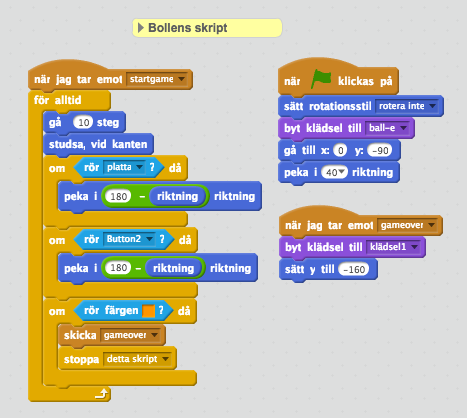 Bollens skript
när jag tar emot startgame
för alltid
gå 10 steg
studsa, vid kanten
om rör platta ? då
peka i 180 - riktning riktning
om rör Button2 ? då
peka i 180 - riktning riktning
om rör färgen ? då
skicka gameover
stoppa detta skript
när klickas på
sätt rotationsstil rotera inte
byt klädsel till ball-e
gå till x: 0 y: -90
peka i 40 riktning
när jag tar emot gameover
byt klädsel till klädsel1
sätt y till -160